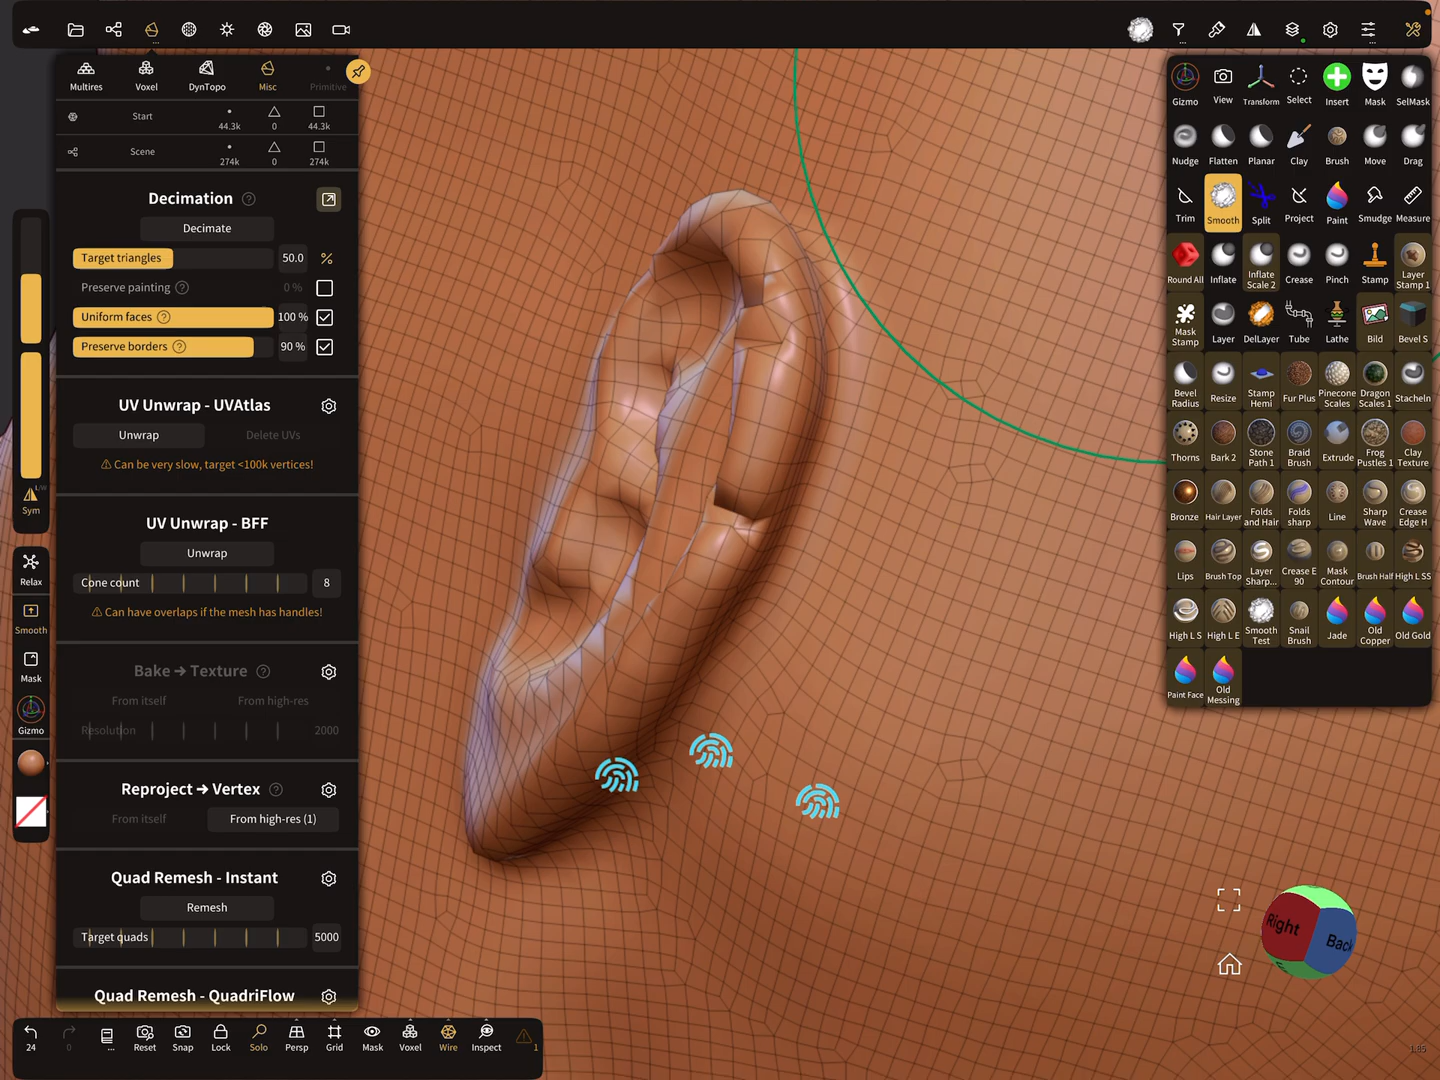 Multires
Voxel
DynTopo
Misc
Primitive
Start
44.3k
0
44.3k
Scene
274k
0
274k
Decimation ?
Decimate
Target triangles 50.0 %
Preserve painting ? 0 %
Uniform faces ? 100 %
Preserve borders ? 90 %
UV Unwrap - UVAtlas
Unwrap Delete UVs
⚠ Can be very slow, target <100k vertices!
UV Unwrap - BFF
Unwrap
Cone count 8
⚠ Can have overlaps if the mesh has handles!
Bake → Texture ?
From itself From high-res
Resolution 2000
Reproject → Vertex ?
From itself From high-res (1)
Quad Remesh - Instant
Remesh
Target quads 5000
Quad Remesh - QuadriFlow
L/W
Sym
Relax
Smooth
Mask
Gizmo
24
0
...
Reset
Snap
Lock
Solo
Persp
Grid
Mask
Voxel
Wire
Inspect
1
Gizmo View Transform Select Insert Mask SelMask
Nudge Flatten Planar Clay Brush Move Drag
Trim Smooth Split Project Paint Smudge Measure
Round All Inflate Inflate Scale 2 Crease Pinch Stamp Layer Stamp 1
Mask Stamp Layer DelLayer Tube Lathe Bild Bevel S
Bevel Radius Resize Stamp Hemi Fur Plus Pinecone Scales Dragon Scales 1 Stacheln
Thorns Bark 2 Stone Path 1 Braid Brush Extrude Frog Pustles 1 Clay Texture
Bronze Hair Layer Folds and Hair Folds sharp Line Sharp Wave Crease Edge H
Lips Brush Top Layer Sharp... Crease E 90 Mask Contour Brush Half High L SS
High L S High L E Smooth Test Snail Brush Jade Old Copper Old Gold
Paint Face Old Messing
Right
Back
1.85